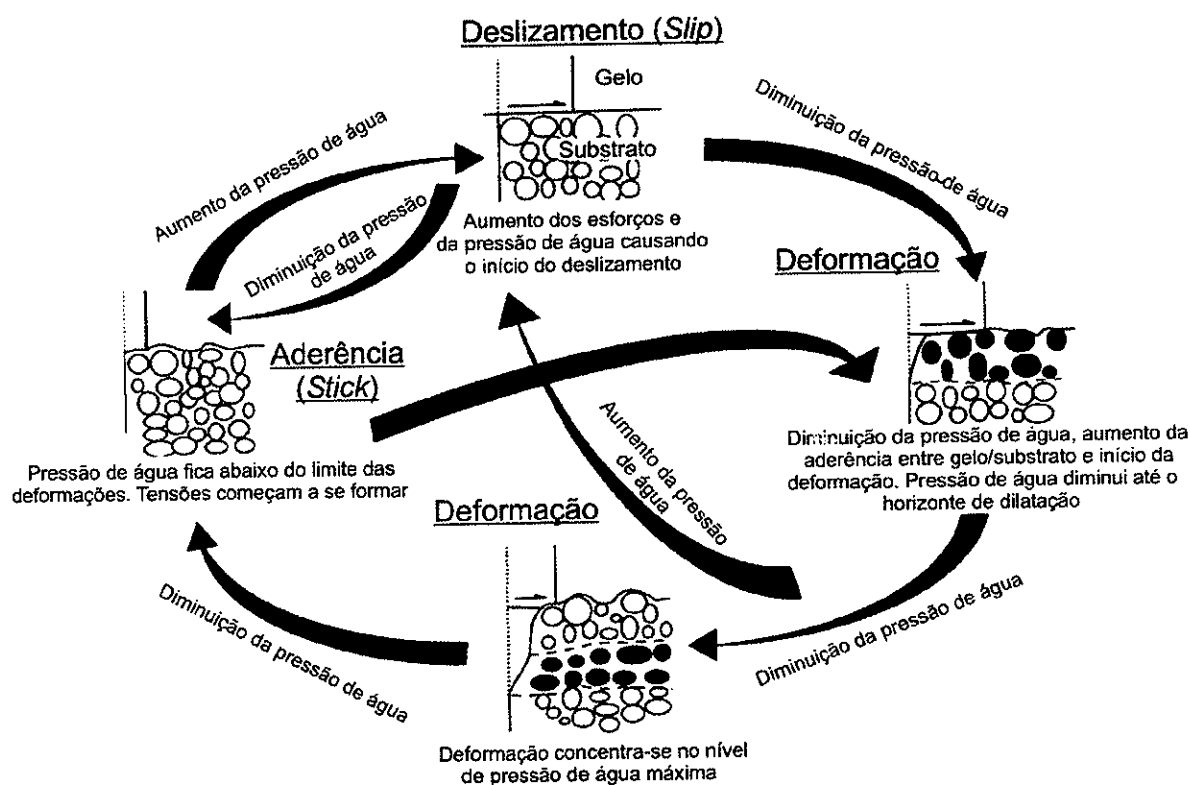 Deslizamento (Slip)
Gelo
Substrato
Aumento dos esforços e
da pressão de água causando
o início do deslizamento
Aumento da pressão de água
Diminuição da pressão
de água
Diminuição da pressão de água
Deformação
Diminuição da pressão de água, aumento da
aderência entre gelo/substrato e início da
deformação. Pressão de água diminui até o
horizonte de dilatação
Aderência
(Stick)
Pressão de água fica abaixo do limite das
deformações. Tensões começam a se formar
Aumento da pressão
de água
Diminuição da pressão de água
Deformação
Deformação concentra-se no nível
de pressão de água máxima
Diminuição da pressão de água